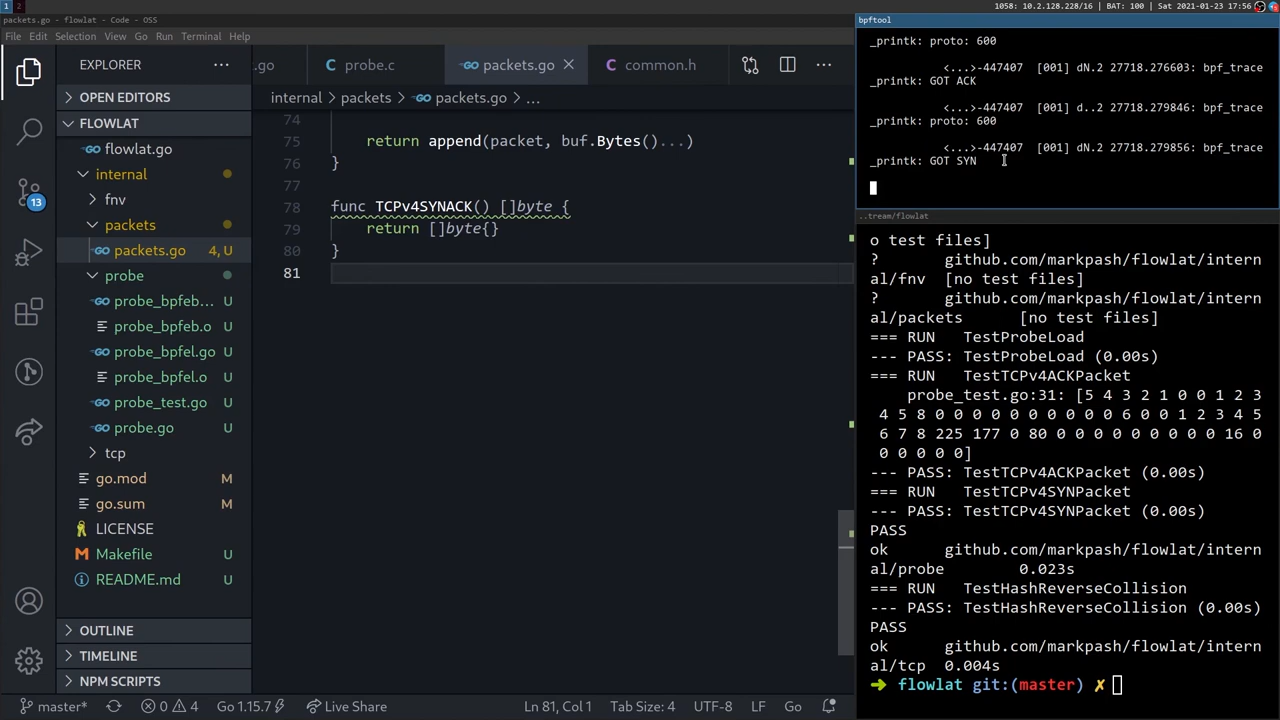 1 2
1058: 10.2.128.228/16 | BAT: 100 | Sat 2021-01-23 17:56
packets.go - flowlat - Code - OSS
File Edit Selection View Go Run Terminal Help
EXPLORER
OPEN EDITORS
FLOWLAT
flowlat.go
internal
fnv
packets
packets.go 4, U
probe
probe_bpfeb... U
probe_bpfeb.o U
probe_bpfel.go U
probe_bpfel.o U
probe_test.go U
probe.go U
tcp
go.mod M
go.sum M
LICENSE
Makefile U
README.md U
OUTLINE
TIMELINE
NPM SCRIPTS
13
.go C probe.c packets.go C common.h
internal > packets > packets.go > ...
74
75 return append(packet, buf.Bytes()...)
76 }
77
78 func TCPv4SYNACK() []byte {
79 return []byte{}
80 }
81
master* 0 4 Go 1.15.7 Live Share Ln 81, Col 1 Tab Size: 4 UTF-8 LF Go
bpftool
_printk: proto: 600
<...>-447407 [001] dN.2 27718.276603: bpf_trace
_printk: GOT ACK
<...>-447407 [001] d..2 27718.279846: bpf_trace
_printk: proto: 600
<...>-447407 [001] dN.2 27718.279856: bpf_trace
_printk: GOT SYN
..tream/flowlat
o test files]
? github.com/markpash/flowlat/intern
al/fnv [no test files]
? github.com/markpash/flowlat/intern
al/packets [no test files]
=== RUN TestProbeLoad
--- PASS: TestProbeLoad (0.00s)
=== RUN TestTCPv4ACKPacket
probe_test.go:31: [5 4 3 2 1 0 0 1 2 3
4 5 8 0 0 0 0 0 0 0 0 0 0 6 0 0 1 2 3 4 5
6 7 8 225 177 0 80 0 0 0 0 0 0 0 0 0 16 0
0 0 0 0 0]
--- PASS: TestTCPv4ACKPacket (0.00s)
=== RUN TestTCPv4SYNPacket
--- PASS: TestTCPv4SYNPacket (0.00s)
PASS
ok github.com/markpash/flowlat/intern
al/probe 0.023s
=== RUN TestHashReverseCollision
--- PASS: TestHashReverseCollision (0.00s)
PASS
ok github.com/markpash/flowlat/intern
al/tcp 0.004s
➜ flowlat git:(master) ✗